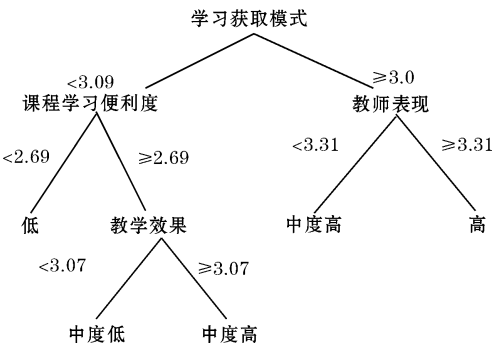 学习获取模式
<3.09
≥3.0
课程学习便利度
教师表现
<2.69
≥2.69
<3.31
≥3.31
低
教学效果
中度高
高
<3.07
≥3.07
中度低
中度高